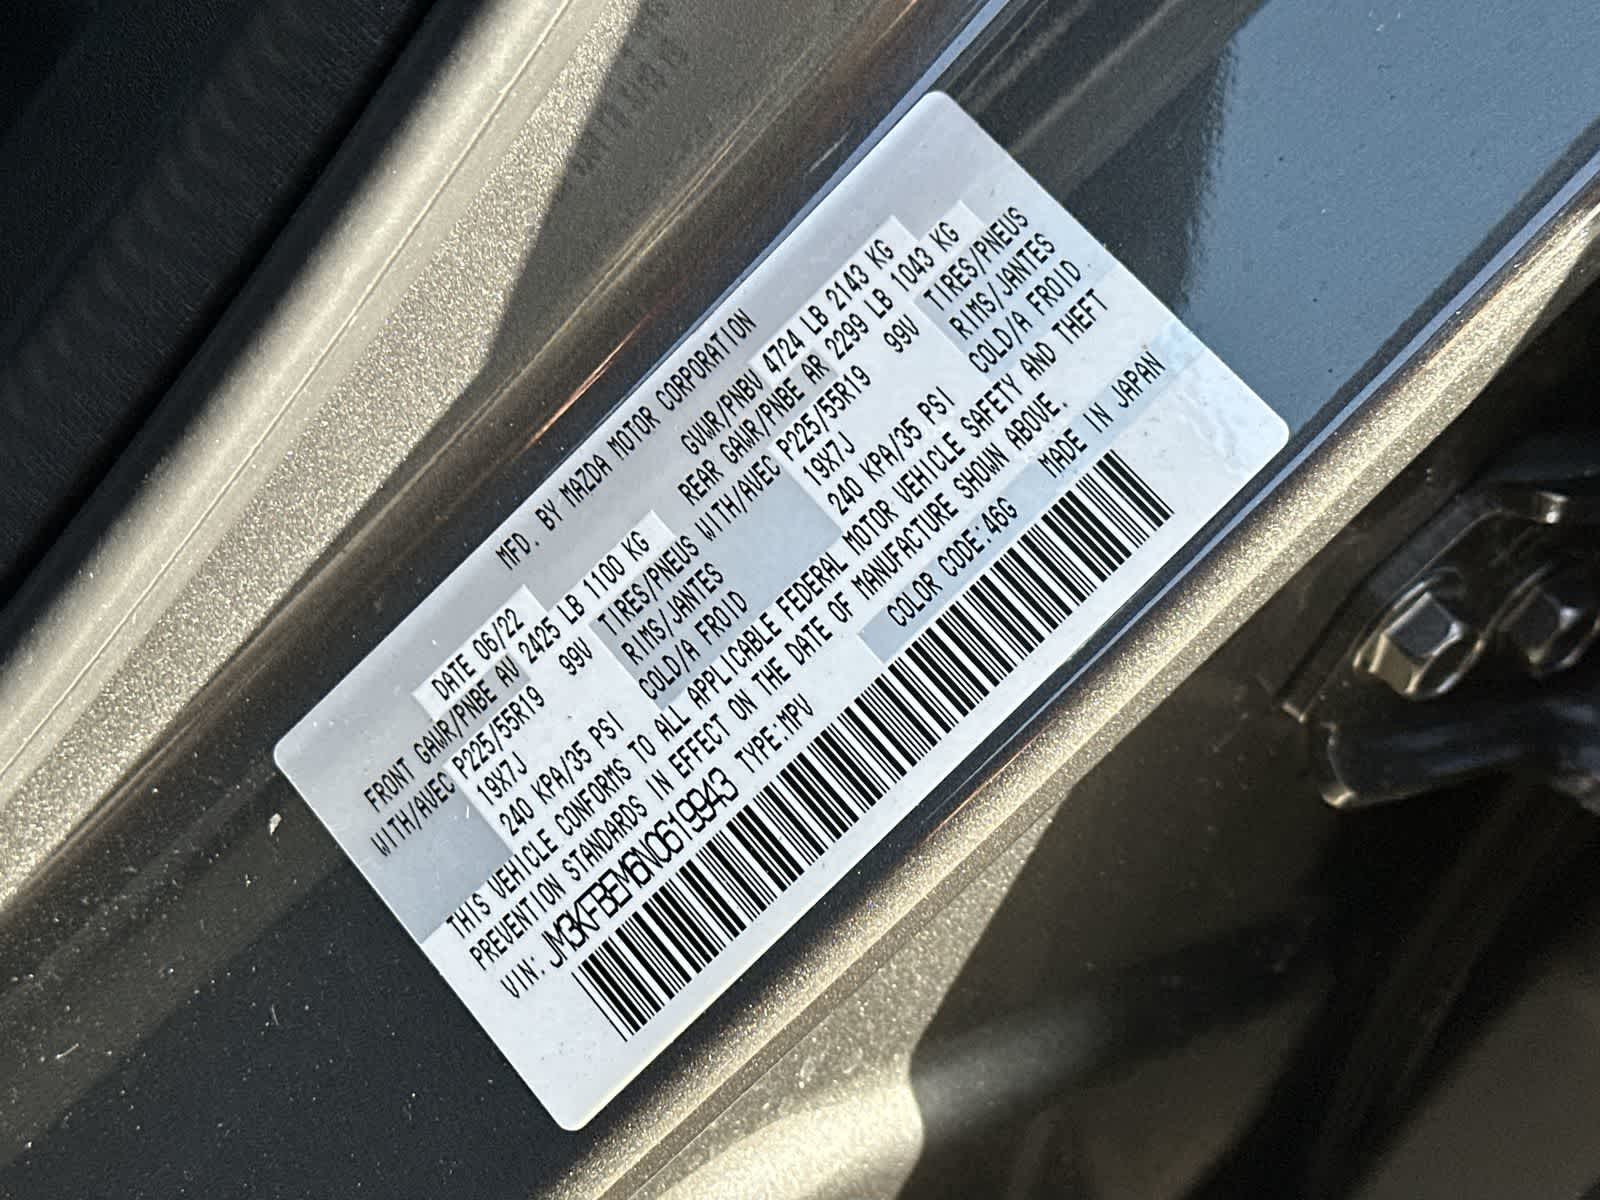 MFD. BY MAZDA MOTOR CORPORATION
DATE 06/22 GVWR/PNBV 4724 LB 2143 KG
FRONT GAWR/PNBE AV 2425 LB 1100 KG REAR GAWR/PNBE AR 2299 LB 1043 KG
WITH/AVEC P225/55R19 99V TIRES/PNEUS WITH/AVEC P225/55R19 99V TIRES/PNEUS
19X7J RIMS/JANTES 19X7J RIMS/JANTES
240 KPA/35 PSI COLD/A FROID 240 KPA/35 PSI COLD/A FROID
THIS VEHICLE CONFORMS TO ALL APPLICABLE FEDERAL MOTOR VEHICLE SAFETY AND THEFT
PREVENTION STANDARDS IN EFFECT ON THE DATE OF MANUFACTURE SHOWN ABOVE.
VIN: JM3KFBEM6N0619943 TYPE:MPV COLOR CODE:46G MADE IN JAPAN